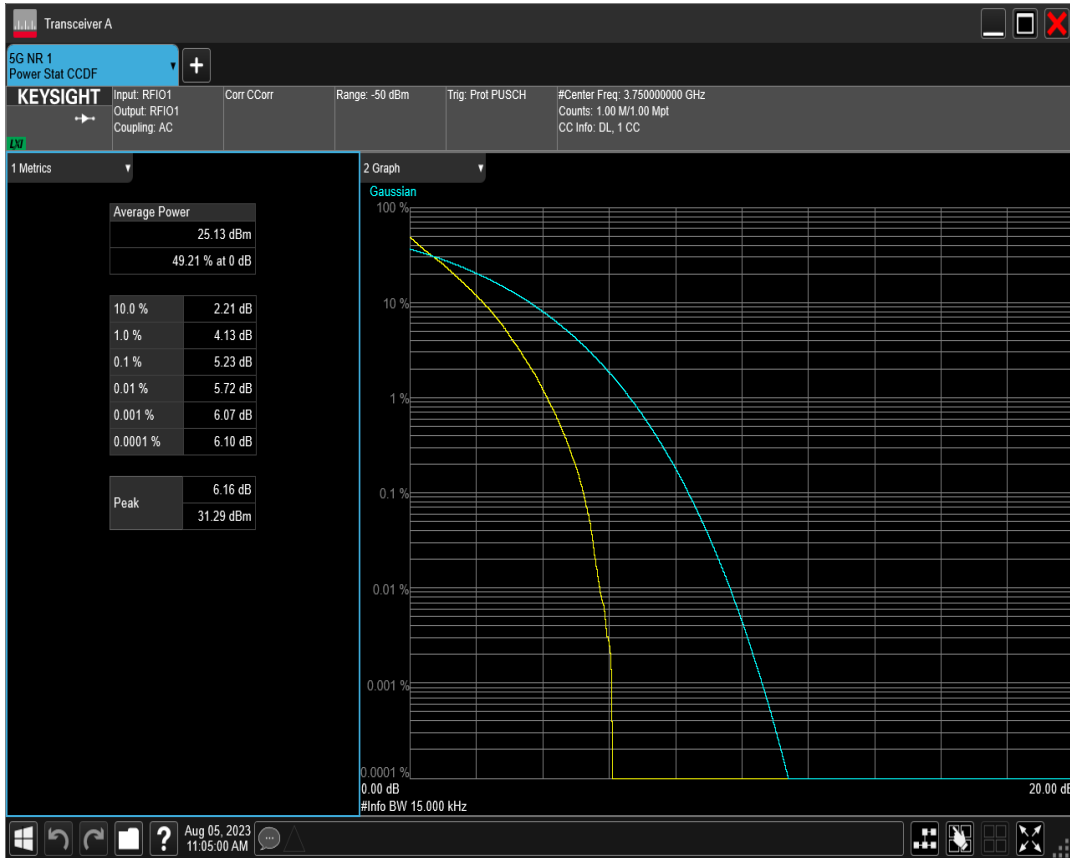 Transceiver A
5G NR 1
Power Stat CCDF
+
KEYSIGHT
LXI
Input: RFIO1
Output: RFIO1
Coupling: AC
Corr CCorr
Range: -50 dBm
Trig: Prot PUSCH
#Center Freq: 3.750000000 GHz
Counts: 1.00 M/1.00 Mpt
CC Info: DL, 1 CC
1 Metrics
Average Power
25.13 dBm
49.21 % at 0 dB
10.0 % 2.21 dB
1.0 % 4.13 dB
0.1 % 5.23 dB
0.01 % 5.72 dB
0.001 % 6.07 dB
0.0001 % 6.10 dB
Peak
6.16 dB
31.29 dBm
2 Graph
Gaussian
100 %
10 %
1 %
0.1 %
0.01 %
0.001 %
0.0001 %
0.00 dB 20.00 dB
#Info BW 15.000 kHz
? Aug 05, 2023
11:05:00 AM